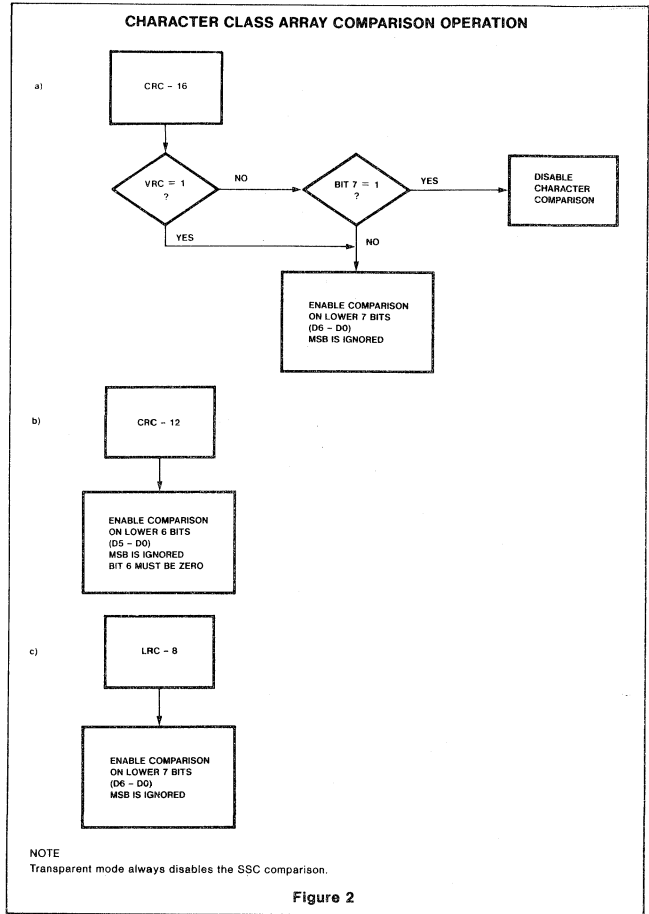 CHARACTER CLASS ARRAY COMPARISON OPERATION
a)
CRC – 16
VRC = 1
?
NO
BIT 7 = 1
?
YES
DISABLE
CHARACTER
COMPARISON
YES
NO
ENABLE COMPARISON
ON LOWER 7 BITS
(D6 – D0)
MSB IS IGNORED
b)
CRC – 12
ENABLE COMPARISON
ON LOWER 6 BITS
(D5 – D0)
MSB IS IGNORED
BIT 6 MUST BE ZERO
c)
LRC – 8
ENABLE COMPARISON
ON LOWER 7 BITS
(D6 – D0)
MSB IS IGNORED
NOTE
Transparent mode always disables the SSC comparison.
Figure 2